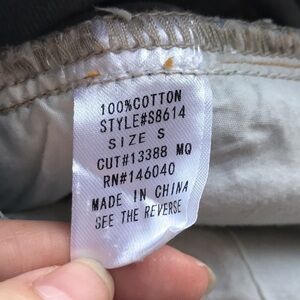 100%COTTON
STYLE#S8614
SIZE S
CUT#13388 MQ
RN#146040
MADE IN CHINA
SEE THE REVERSE